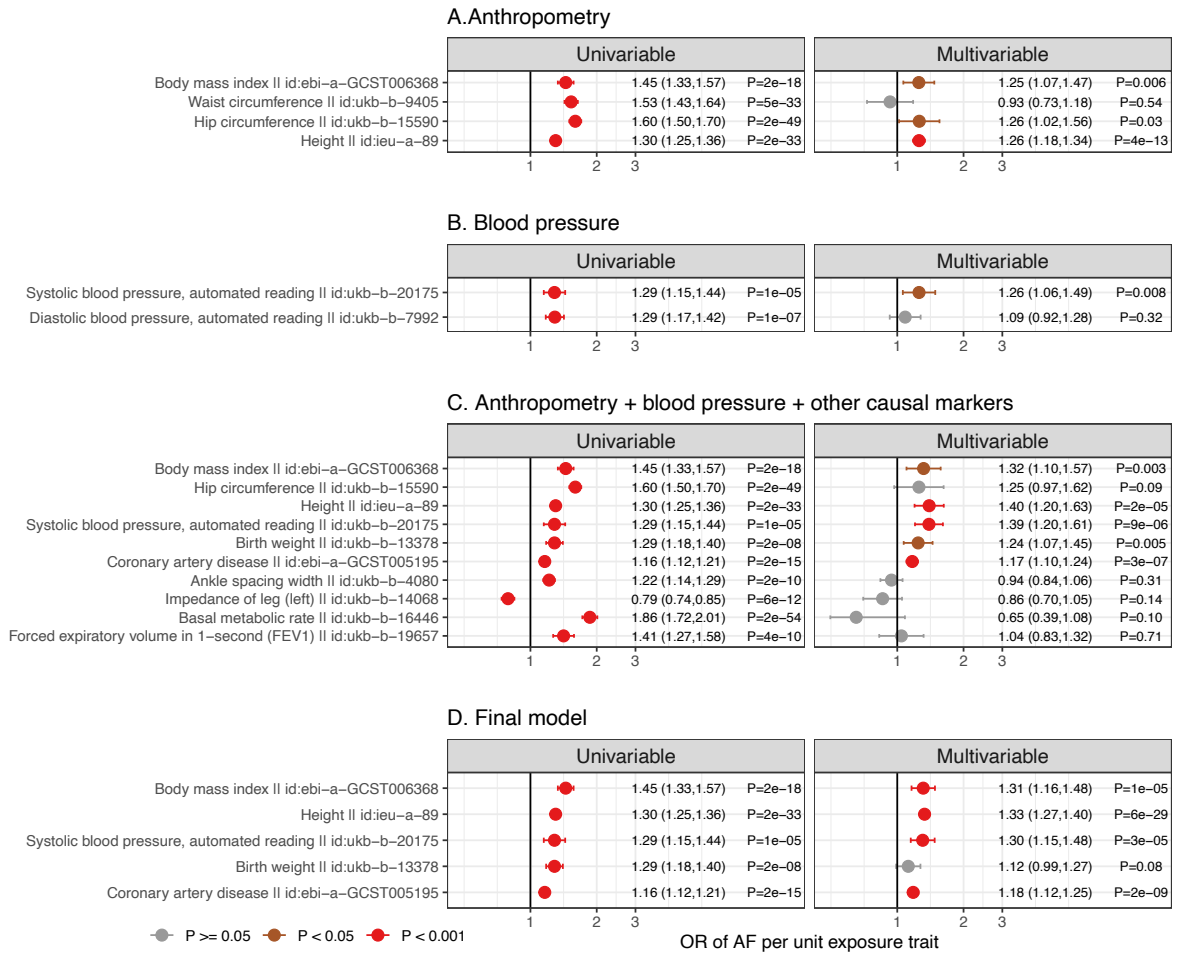 A.Anthropometry
Univariable Multivariable
Body mass index || id:ebi-a-GCST006368 1.45 (1.33,1.57) P=2e-18 1.25 (1.07,1.47) P=0.006
Waist circumference || id:ukb-b-9405 1.53 (1.43,1.64) P=5e-33 0.93 (0.73,1.18) P=0.54
Hip circumference || id:ukb-b-15590 1.60 (1.50,1.70) P=2e-49 1.26 (1.02,1.56) P=0.03
Height || id:ieu-a-89 1.30 (1.25,1.36) P=2e-33 1.26 (1.18,1.34) P=4e-13
1 2 3 1 2 3
B. Blood pressure
Univariable Multivariable
Systolic blood pressure, automated reading || id:ukb-b-20175 1.29 (1.15,1.44) P=1e-05 1.26 (1.06,1.49) P=0.008
Diastolic blood pressure, automated reading || id:ukb-b-7992 1.29 (1.17,1.42) P=1e-07 1.09 (0.92,1.28) P=0.32
1 2 3 1 2 3
C. Anthropometry + blood pressure + other causal markers
Univariable Multivariable
Body mass index || id:ebi-a-GCST006368 1.45 (1.33,1.57) P=2e-18 1.32 (1.10,1.57) P=0.003
Hip circumference || id:ukb-b-15590 1.60 (1.50,1.70) P=2e-49 1.25 (0.97,1.62) P=0.09
Height || id:ieu-a-89 1.30 (1.25,1.36) P=2e-33 1.40 (1.20,1.63) P=2e-05
Systolic blood pressure, automated reading || id:ukb-b-20175 1.29 (1.15,1.44) P=1e-05 1.39 (1.20,1.61) P=9e-06
Birth weight || id:ukb-b-13378 1.29 (1.18,1.40) P=2e-08 1.24 (1.07,1.45) P=0.005
Coronary artery disease || id:ebi-a-GCST005195 1.16 (1.12,1.21) P=2e-15 1.17 (1.10,1.24) P=3e-07
Ankle spacing width || id:ukb-b-4080 1.22 (1.14,1.29) P=2e-10 0.94 (0.84,1.06) P=0.31
Impedance of leg (left) || id:ukb-b-14068 0.79 (0.74,0.85) P=6e-12 0.86 (0.70,1.05) P=0.14
Basal metabolic rate || id:ukb-b-16446 1.86 (1.72,2.01) P=2e-54 0.65 (0.39,1.08) P=0.10
Forced expiratory volume in 1-second (FEV1) || id:ukb-b-19657 1.41 (1.27,1.58) P=4e-10 1.04 (0.83,1.32) P=0.71
1 2 3 1 2 3
D. Final model
Univariable Multivariable
Body mass index || id:ebi-a-GCST006368 1.45 (1.33,1.57) P=2e-18 1.31 (1.16,1.48) P=1e-05
Height || id:ieu-a-89 1.30 (1.25,1.36) P=2e-33 1.33 (1.27,1.40) P=6e-29
Systolic blood pressure, automated reading || id:ukb-b-20175 1.29 (1.15,1.44) P=1e-05 1.30 (1.15,1.48) P=3e-05
Birth weight || id:ukb-b-13378 1.29 (1.18,1.40) P=2e-08 1.12 (0.99,1.27) P=0.08
Coronary artery disease || id:ebi-a-GCST005195 1.16 (1.12,1.21) P=2e-15 1.18 (1.12,1.25) P=2e-09
1 2 3 1 2 3
P >= 0.05 P < 0.05 P < 0.001
OR of AF per unit exposure trait